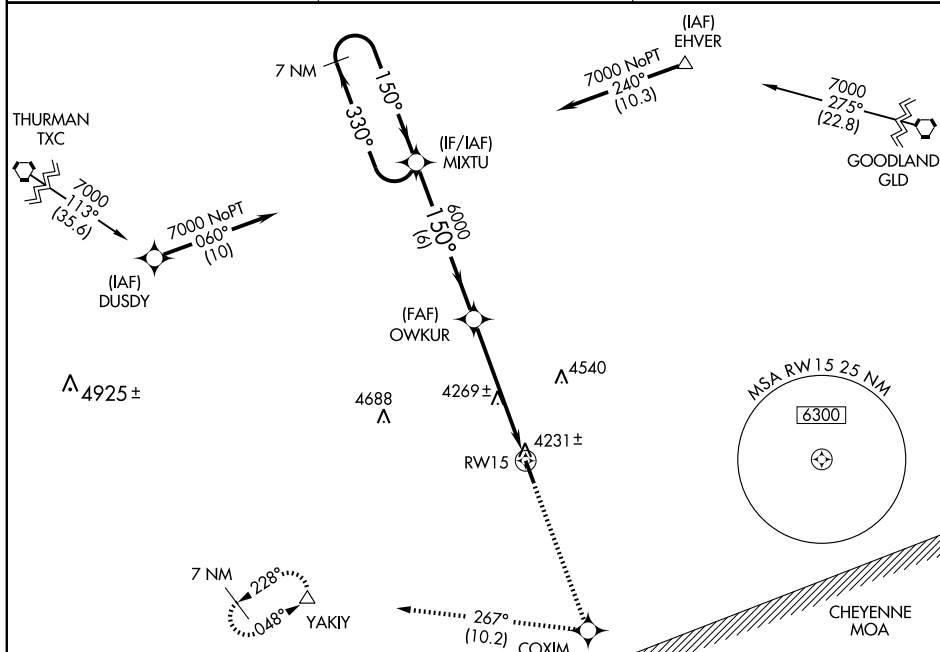 (IAF)
EHVER
7 NM
150°
330°
7000 NoPT
240°
(10.3)
7000
275°
(22.8)
GOODLAND
GLD
THURMAN
TXC
7000
113°
(35.6)
(IF/IAF)
MIXTU
7000 NoPT
060°
(10)
(IAF)
DUSDY
6000
150°
(6)
(FAF)
OWKUR
4925 ±
4688
4269 ±
4540
4231 ±
RW15
MSA RW15 25 NM
6300
7 NM
228°
048°
YAKIY
267°
(10.2)
COXIM
CHEYENNE
MOA